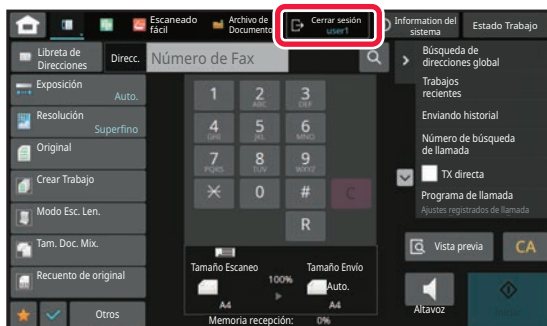 Escaneado
fácil
Archivo de
Documento
Cerrar sesión
user1
Information del
sistema
Estado Trabajo
Libreta de
Direcciones
Direcc.
Número de Fax
Búsqueda de
direcciones global
Exposición
Auto.
Trabajos
recientes
Resolución
Superfino
Enviando historial
Original
Número de búsqueda
de llamada
Crear Trabajo
TX directa
Modo Esc. Len.
Programa de llamada
Ajustes registrados de llamada
Tam. Doc. Mix.
Recuento de original
Otros
1
2
ABC
3
DEF
4
GHI
5
JKL
6
MNO
7
PQRS
8
TUV
9
WXYZ
0
#
C
R
Tamaño Escaneo
100%
Tamaño Envío
Auto.
A4
A4
Memoria recepción: 0%
Vista previa
CA
Altavoz